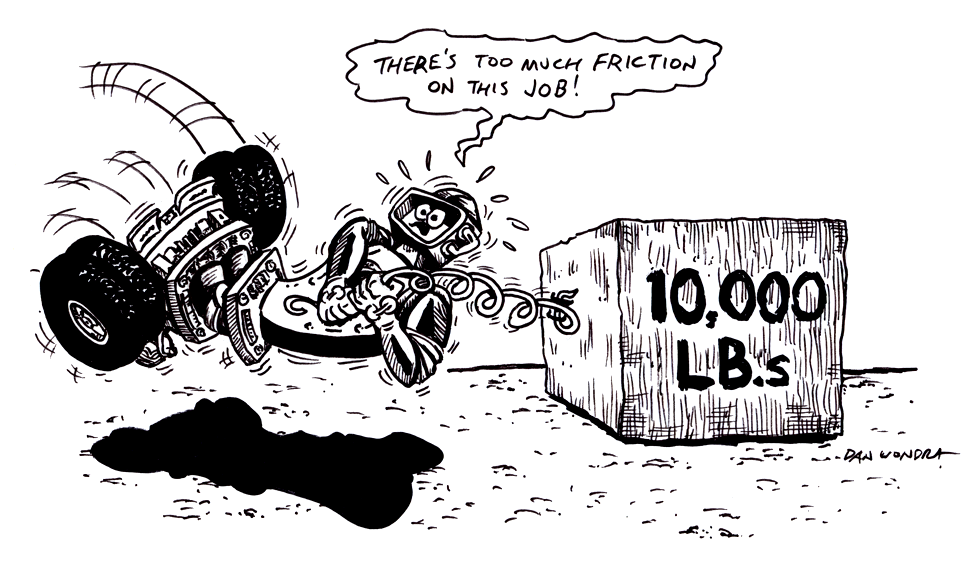 THERE'S TOO MUCH FRICTION
ON THIS JOB!
10,000
LB.s
DAN WONDRA